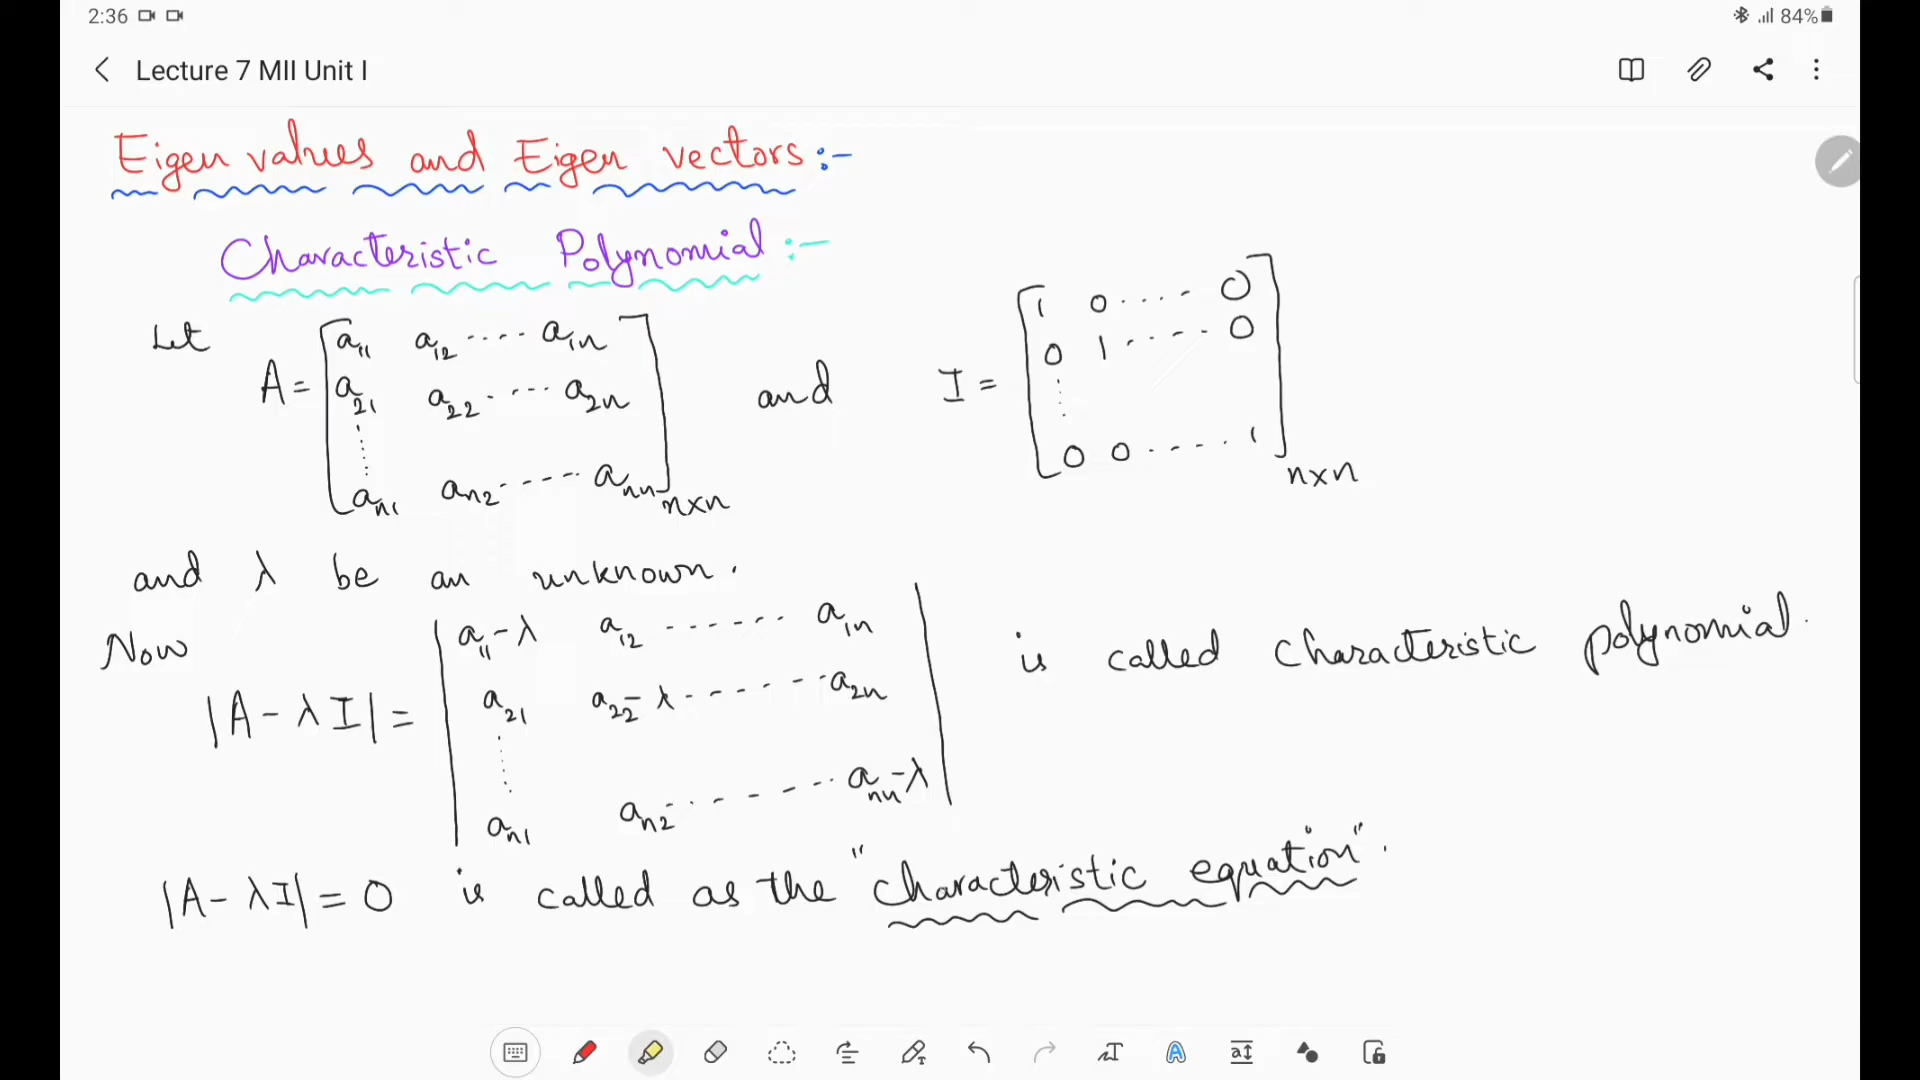 2:36
84%
Lecture 7 MII Unit I
Eigen values and Eigen vectors :-
Characteristic Polynomial :-
Let A = [a₁₁ a₁₂ ···· a₁ₙ
a₂₁ a₂₂ ···· a₂ₙ
⋮
aₙ₁ aₙ₂ ····· aₙₙ]ₙₓₙ
and I = [1 0 ···· 0
0 1 ···· 0
⋮
0 0 ····· 1]ₙₓₙ
and λ be an unknown.
Now
|A - λI| = |a₁₁-λ a₁₂ ······ a₁ₙ
a₂₁ a₂₂-λ ······ a₂ₙ
⋮
aₙ₁ aₙ₂ ······ aₙₙ-λ| is called characteristic polynomial.
|A - λI| = 0 is called as the "characteristic equation".